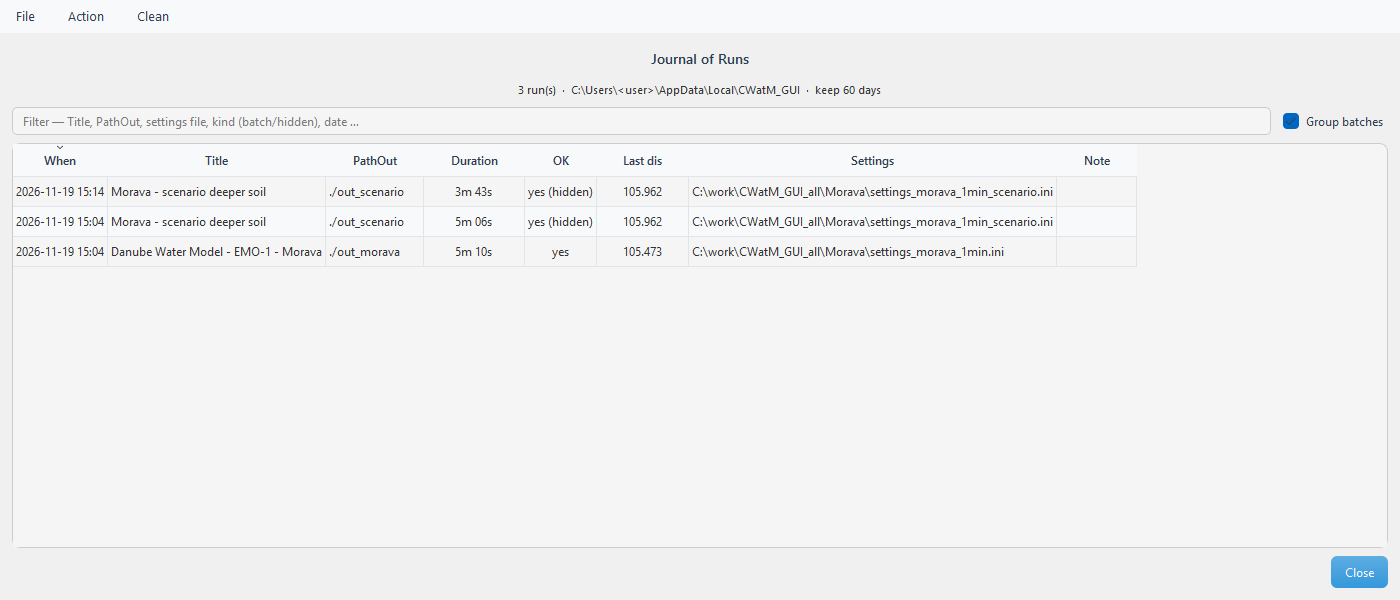 File Action Clean
Journal of Runs
3 run(s) · C:\Users\<user>\AppData\Local\CWatM_GUI · keep 60 days
Filter — Title, PathOut, settings file, kind (batch/hidden), date ... Group batches
When Title PathOut Duration OK Last dis Settings Note
2026-11-19 15:14 Morava - scenario deeper soil ./out_scenario 3m 43s yes (hidden) 105.962 C:\work\CWatM_GUI_all\Morava\settings_morava_1min_scenario.ini
2026-11-19 15:04 Morava - scenario deeper soil ./out_scenario 5m 06s yes (hidden) 105.962 C:\work\CWatM_GUI_all\Morava\settings_morava_1min_scenario.ini
2026-11-19 15:04 Danube Water Model - EMO-1 - Morava ./out_morava 5m 10s yes 105.473 C:\work\CWatM_GUI_all\Morava\settings_morava_1min.ini
Close